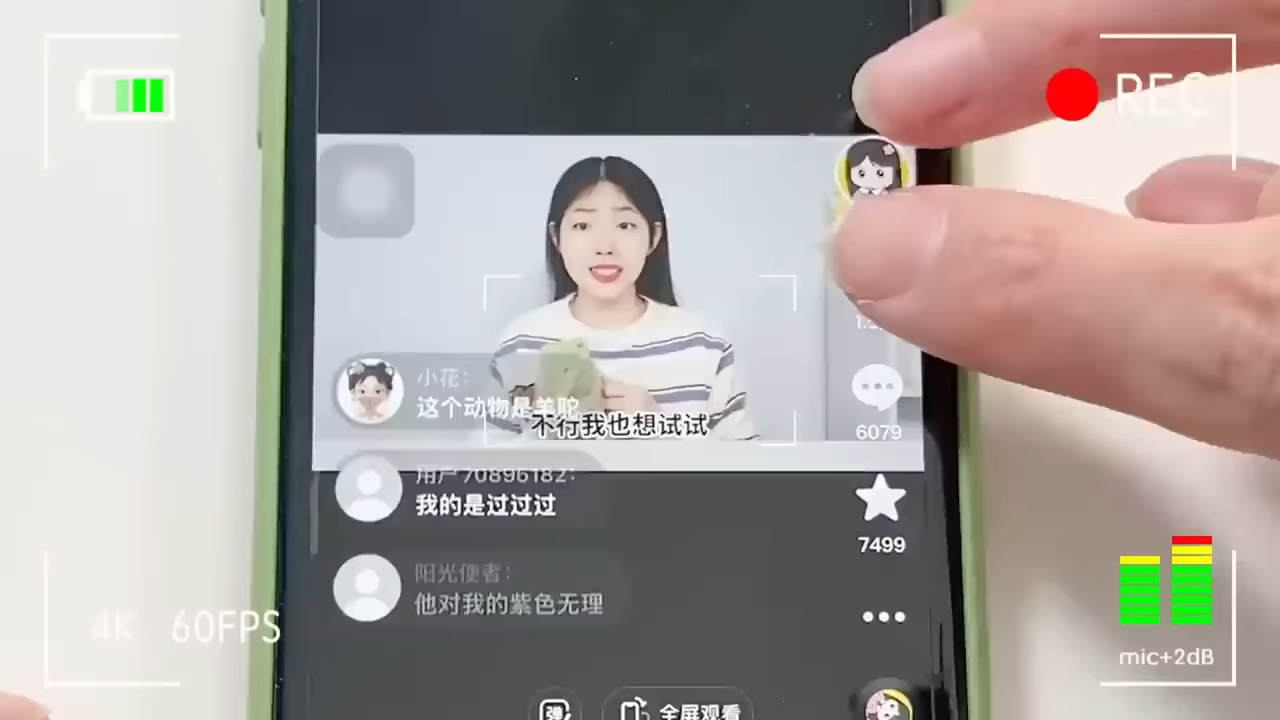 REC
小花：
这个动物是羊驼
不行我也想试试
6079
用户70896182：
我的是过过过
7499
阳光使者：
他对我的紫色无理
4K 60FPS
mic+2dB
弹
全屏观看